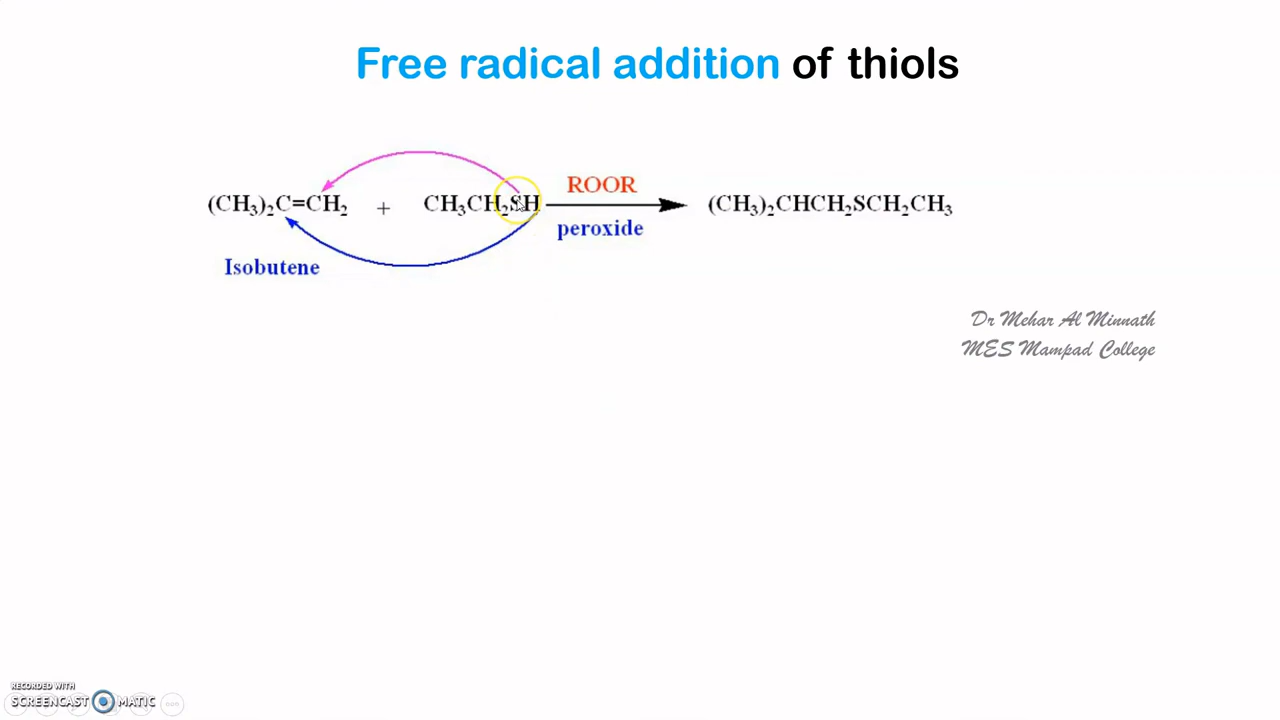 Free radical addition of thiols
(CH₃)₂C=CH₂ + CH₃CH₂SH ROOR (CH₃)₂CHCH₂SCH₂CH₃
peroxide
Isobutene
Dr Mehar Al Minnath
MES Mampad College
RECORDED WITH
SCREENCAST MATIC